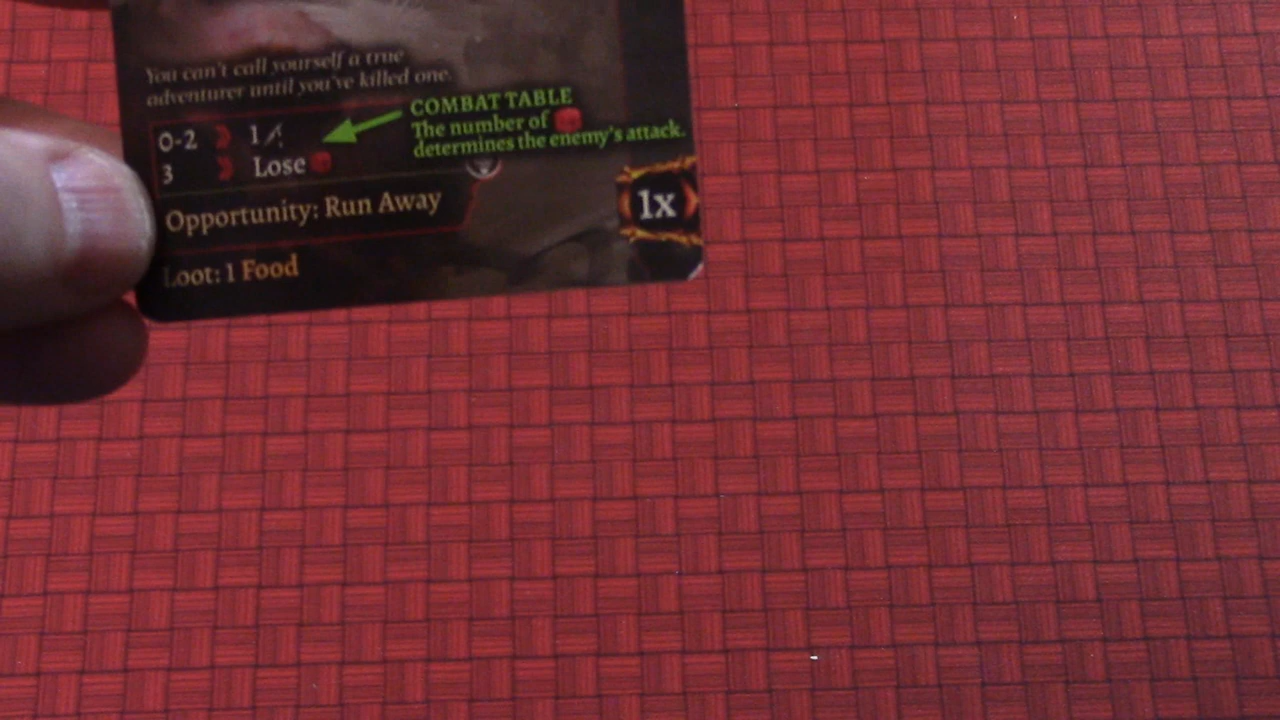 You can't call yourself a true
adventurer until you've killed one.
COMBAT TABLE
The number of
determines the enemy's attack.
0-2 1
3 Lose
Opportunity: Run Away
1x
Loot: 1 Food